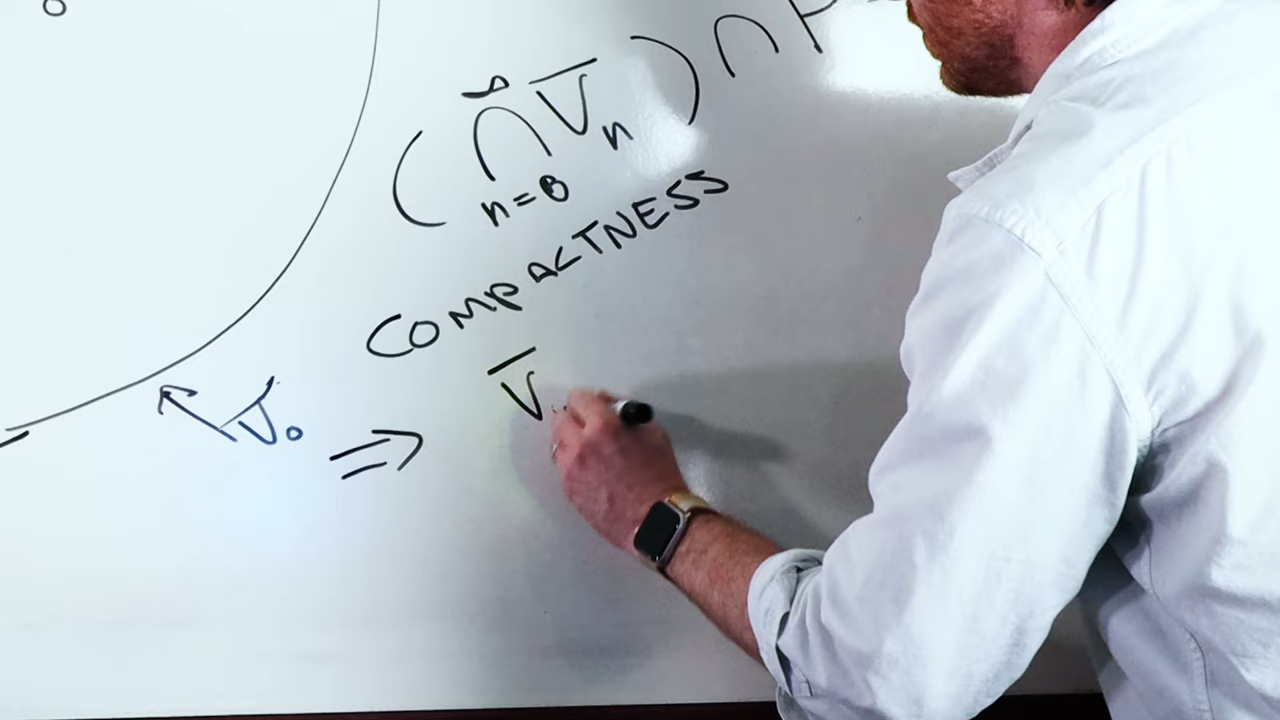 ( ∞ ⋂ n=0 V̅n ) ∩
COMPACTNESS
V̅
V̅0
⇒